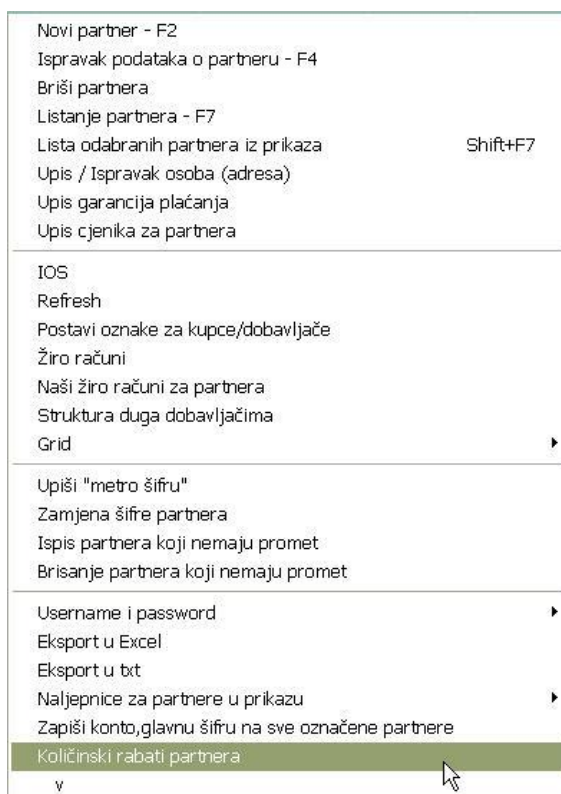 Novi partner - F2
Ispravak podataka o partneru - F4
Briši partnera
Listanje partnera - F7
Lista odabranih partnera iz prikaza Shift+F7
Upis / Ispravak osoba (adresa)
Upis garancija plaćanja
Upis cjenika za partnera
IOS
Refresh
Postavi oznake za kupce/dobavljače
Žiro računi
Naši žiro računi za partnera
Struktura duga dobavljačima
Grid
Upiši "metro šifru"
Zamjena šifre partnera
Ispis partnera koji nemaju promet
Brisanje partnera koji nemaju promet
Username i password
Eksport u Excel
Eksport u txt
Naljepnice za partnere u prikazu
Zapiši konto,glavnu šifru na sve označene partnere
Količinski rabati partnera